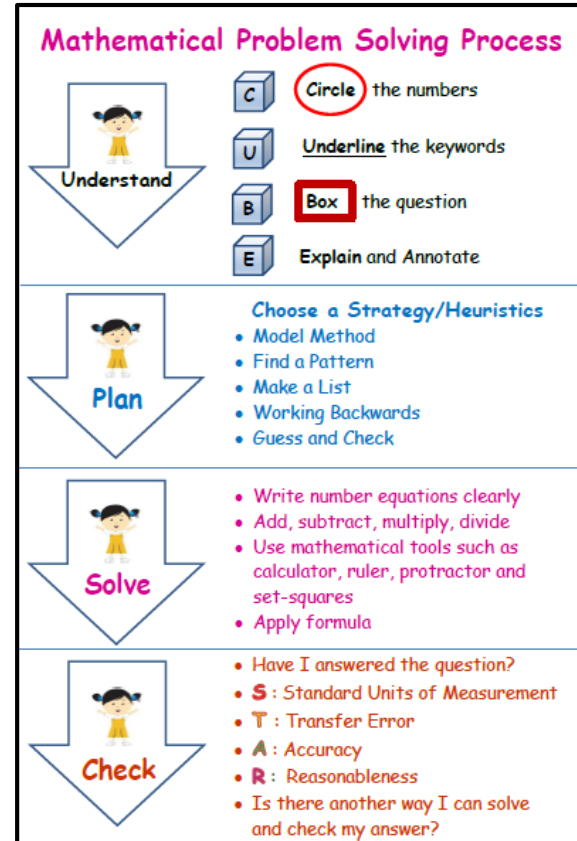 Mathematical Problem Solving Process
Understand
C Circle the numbers
U Underline the keywords
B Box the question
E Explain and Annotate
Plan
Choose a Strategy/Heuristics
• Model Method
• Find a Pattern
• Make a List
• Working Backwards
• Guess and Check
Solve
• Write number equations clearly
• Add, subtract, multiply, divide
• Use mathematical tools such as
calculator, ruler, protractor and
set-squares
• Apply formula
Check
• Have I answered the question?
• S : Standard Units of Measurement
• T : Transfer Error
• A : Accuracy
• R : Reasonableness
• Is there another way I can solve
and check my answer?